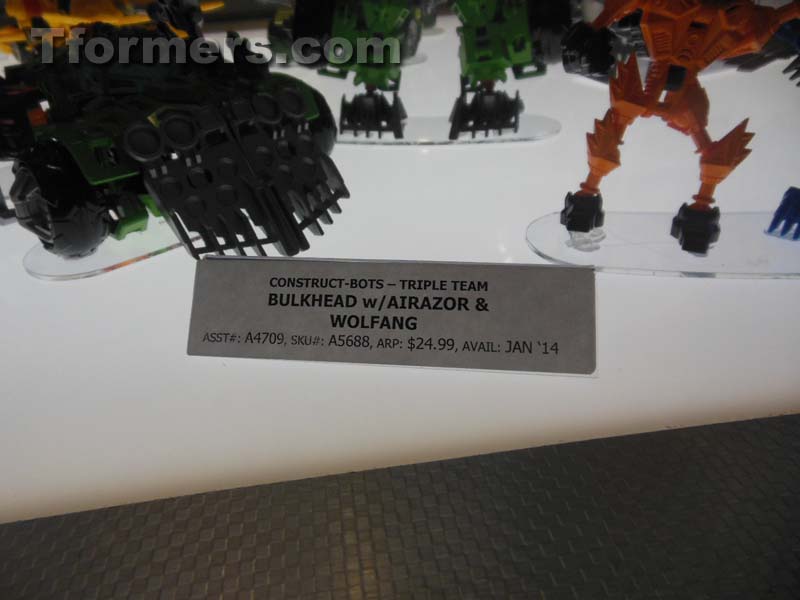 Tformers.com
CONSTRUCT-BOTS – TRIPLE TEAM
BULKHEAD w/AIRAZOR &
WOLFANG
ASST#: A4709, SKU#: A5688, ARP: $24.99, AVAIL: JAN '14